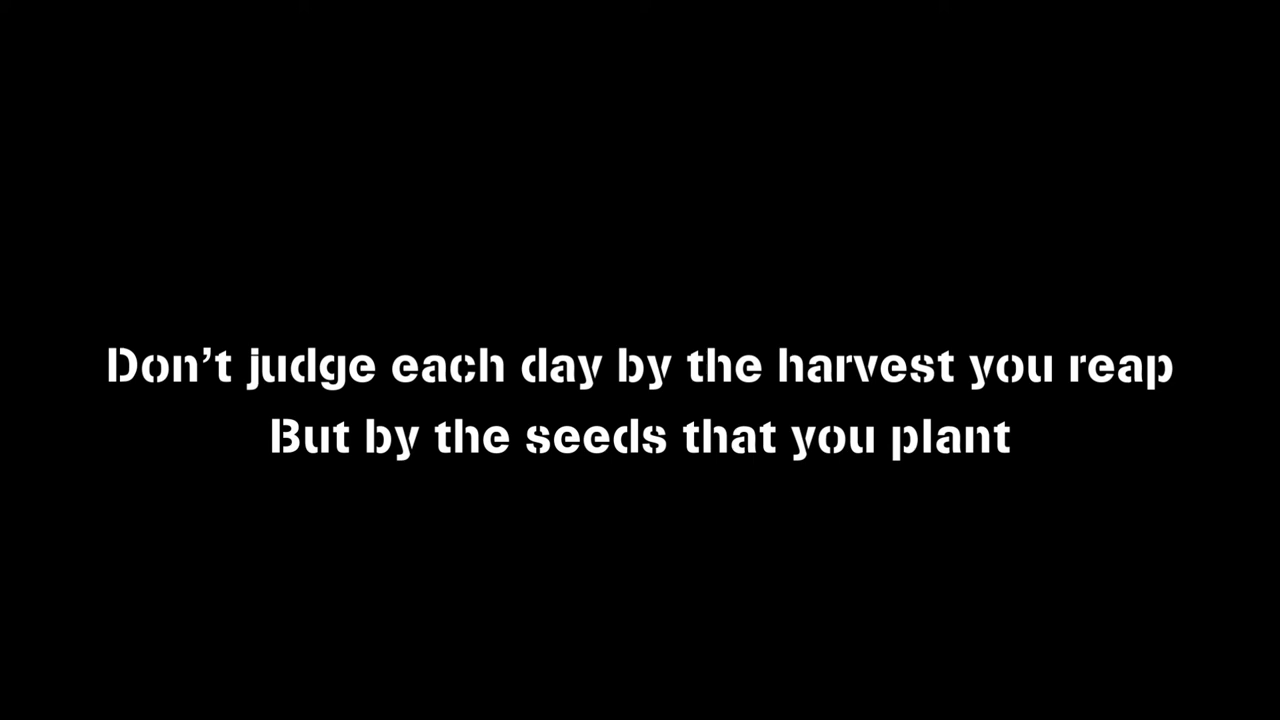 Don’t judge each day by the harvest you reap
But by the seeds that you plant